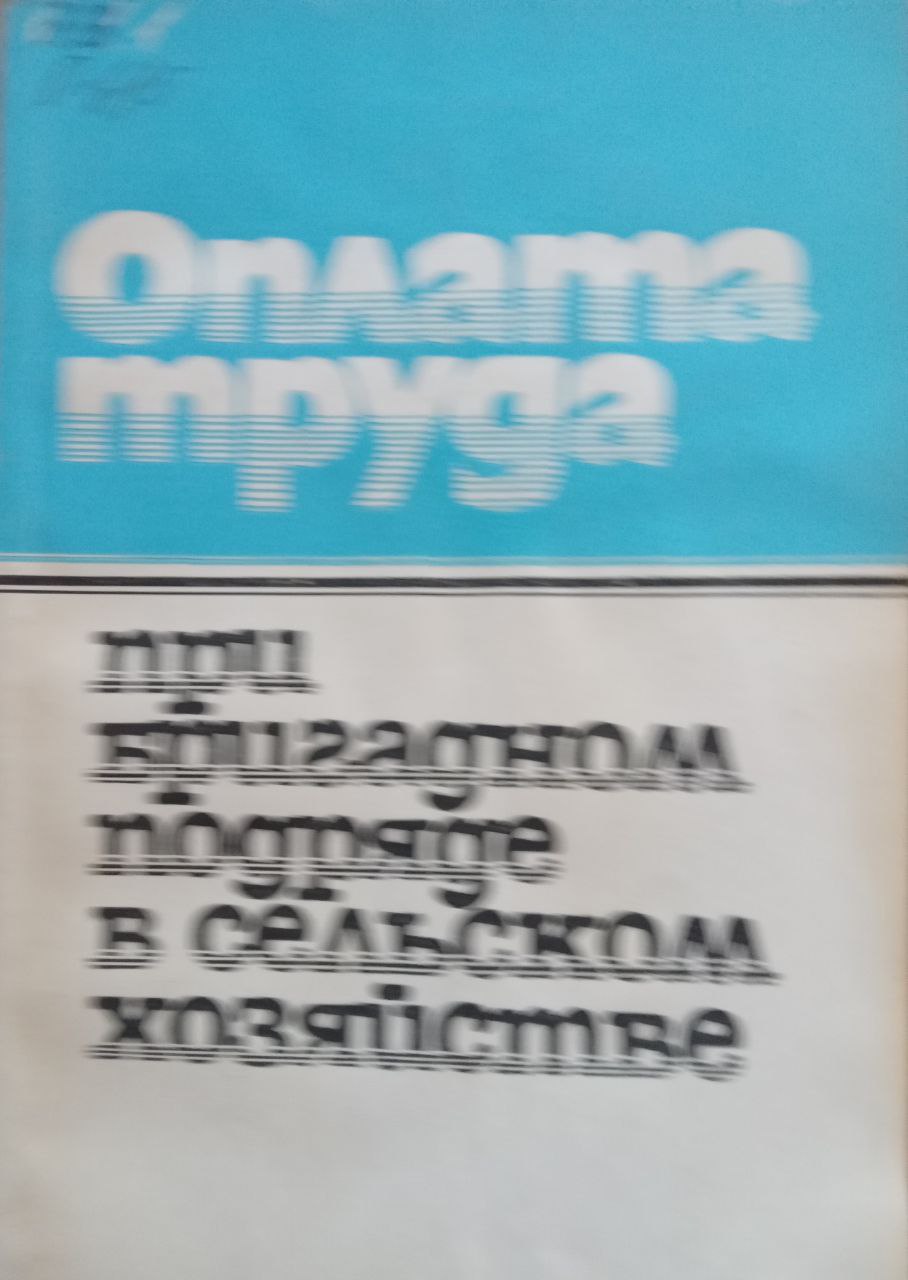 Оплата
труда
при
бригадном
подряде
в сельском
хозяйстве